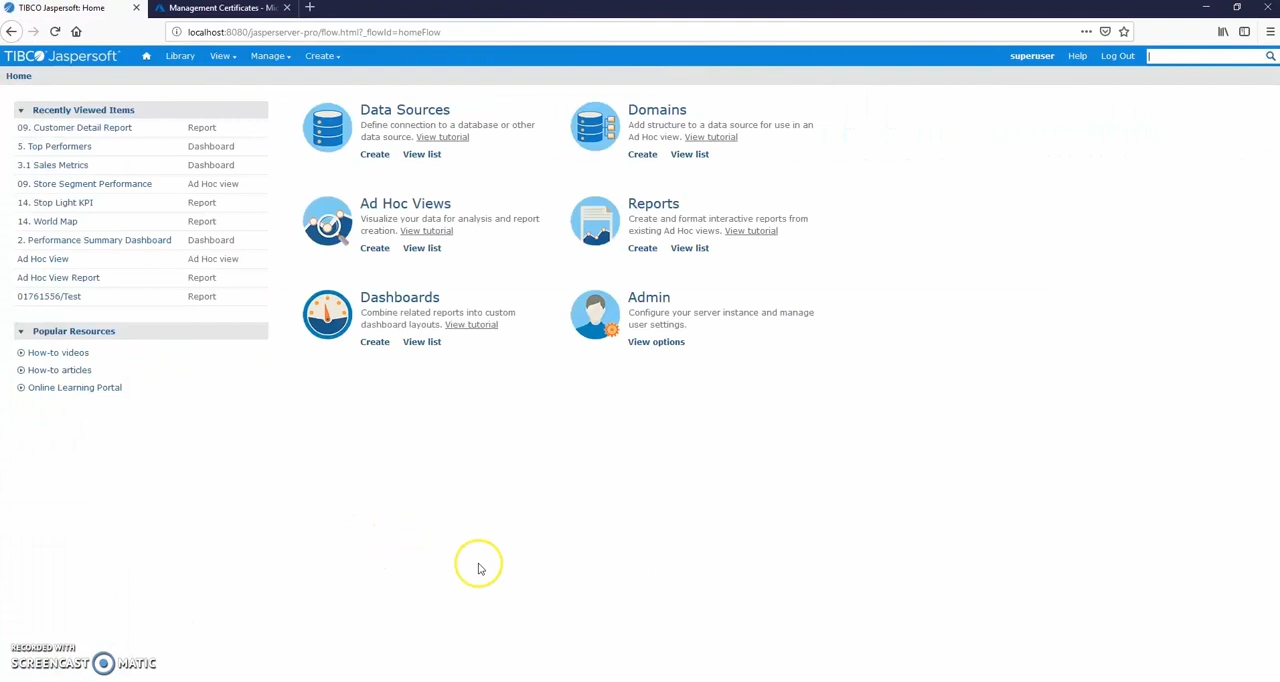 TIBCO Jaspersoft: Home
Management Certificates - Mic
localhost:8080/jasperserver-pro/flow.html?_flowId=homeFlow
TIBCO Jaspersoft
Library
View
Manage
Create
superuser
Help
Log Out
Home
Recently Viewed Items
09. Customer Detail Report Report
5. Top Performers Dashboard
3.1 Sales Metrics Dashboard
09. Store Segment Performance Ad Hoc view
14. Stop Light KPI Report
14. World Map Report
2. Performance Summary Dashboard Dashboard
Ad Hoc View Ad Hoc view
Ad Hoc View Report Report
01761556/Test Report
Popular Resources
How-to videos
How-to articles
Online Learning Portal
Data Sources
Define connection to a database or other
data source. View tutorial
Create View list
Domains
Add structure to a data source for use in an
Ad Hoc view. View tutorial
Create View list
Ad Hoc Views
Visualize your data for analysis and report
creation. View tutorial
Create View list
Reports
Create and format interactive reports from
existing Ad Hoc views. View tutorial
Create View list
Dashboards
Combine related reports into custom
dashboard layouts. View tutorial
Create View list
Admin
Configure your server instance and manage
user settings.
View options
RECORDED WITH
SCREENCAST MATIC